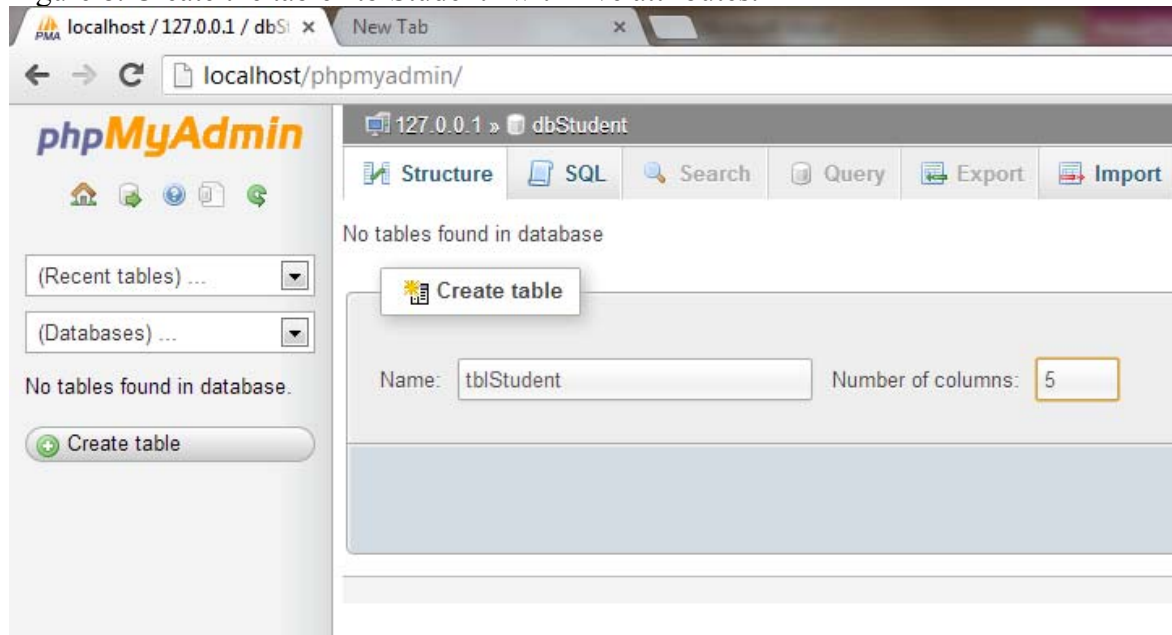 localhost / 127.0.0.1 / dbSt
New Tab
localhost/phpmyadmin/
phpMyAdmin
127.0.0.1 » dbStudent
Structure SQL Search Query Export Import
No tables found in database
(Recent tables) ...
Create table
(Databases) ...
Name: tblStudent Number of columns: 5
No tables found in database.
Create table